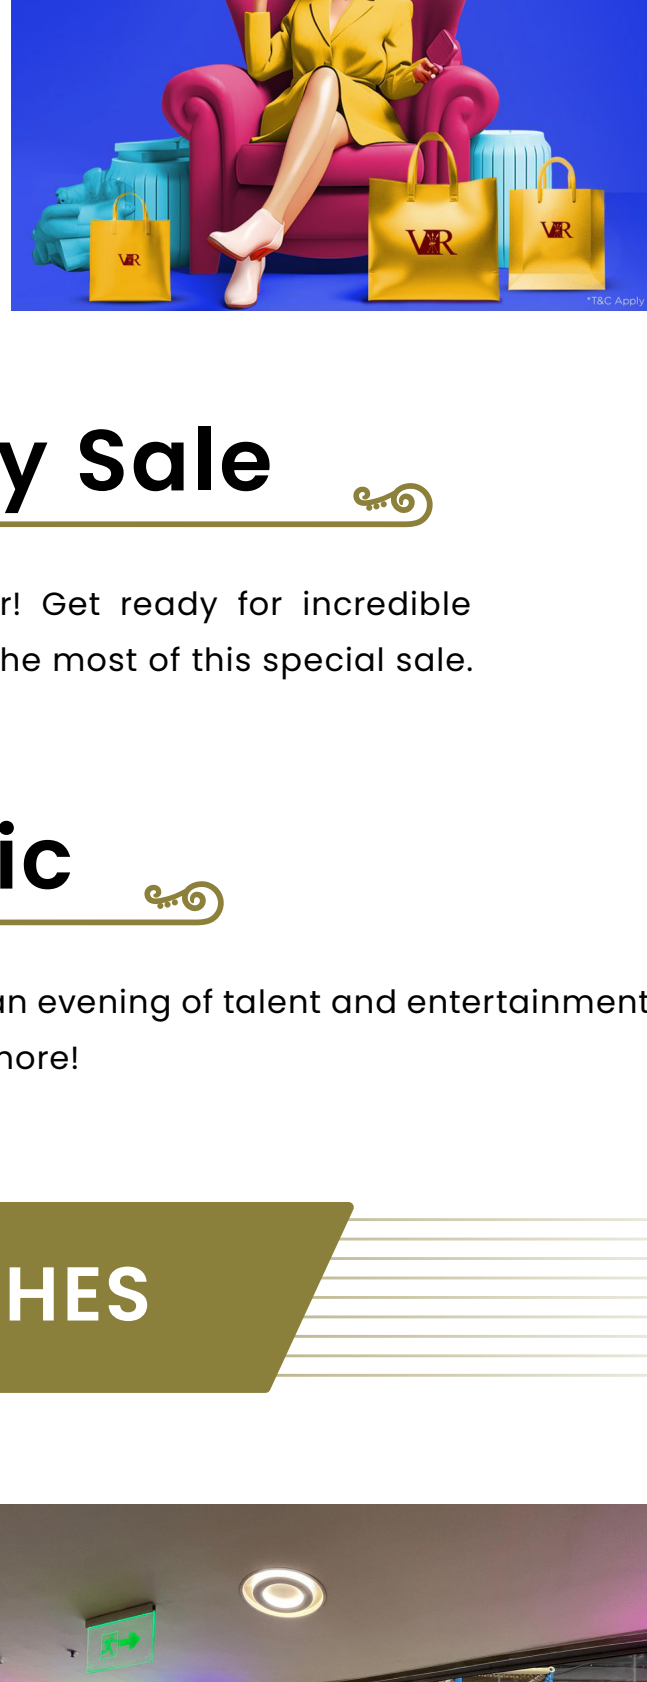 VR
VR
VR
*T&C Apply
y Sale
r! Get ready for incredible
he most of this special sale.
ic
an evening of talent and entertainment
nore!
HES